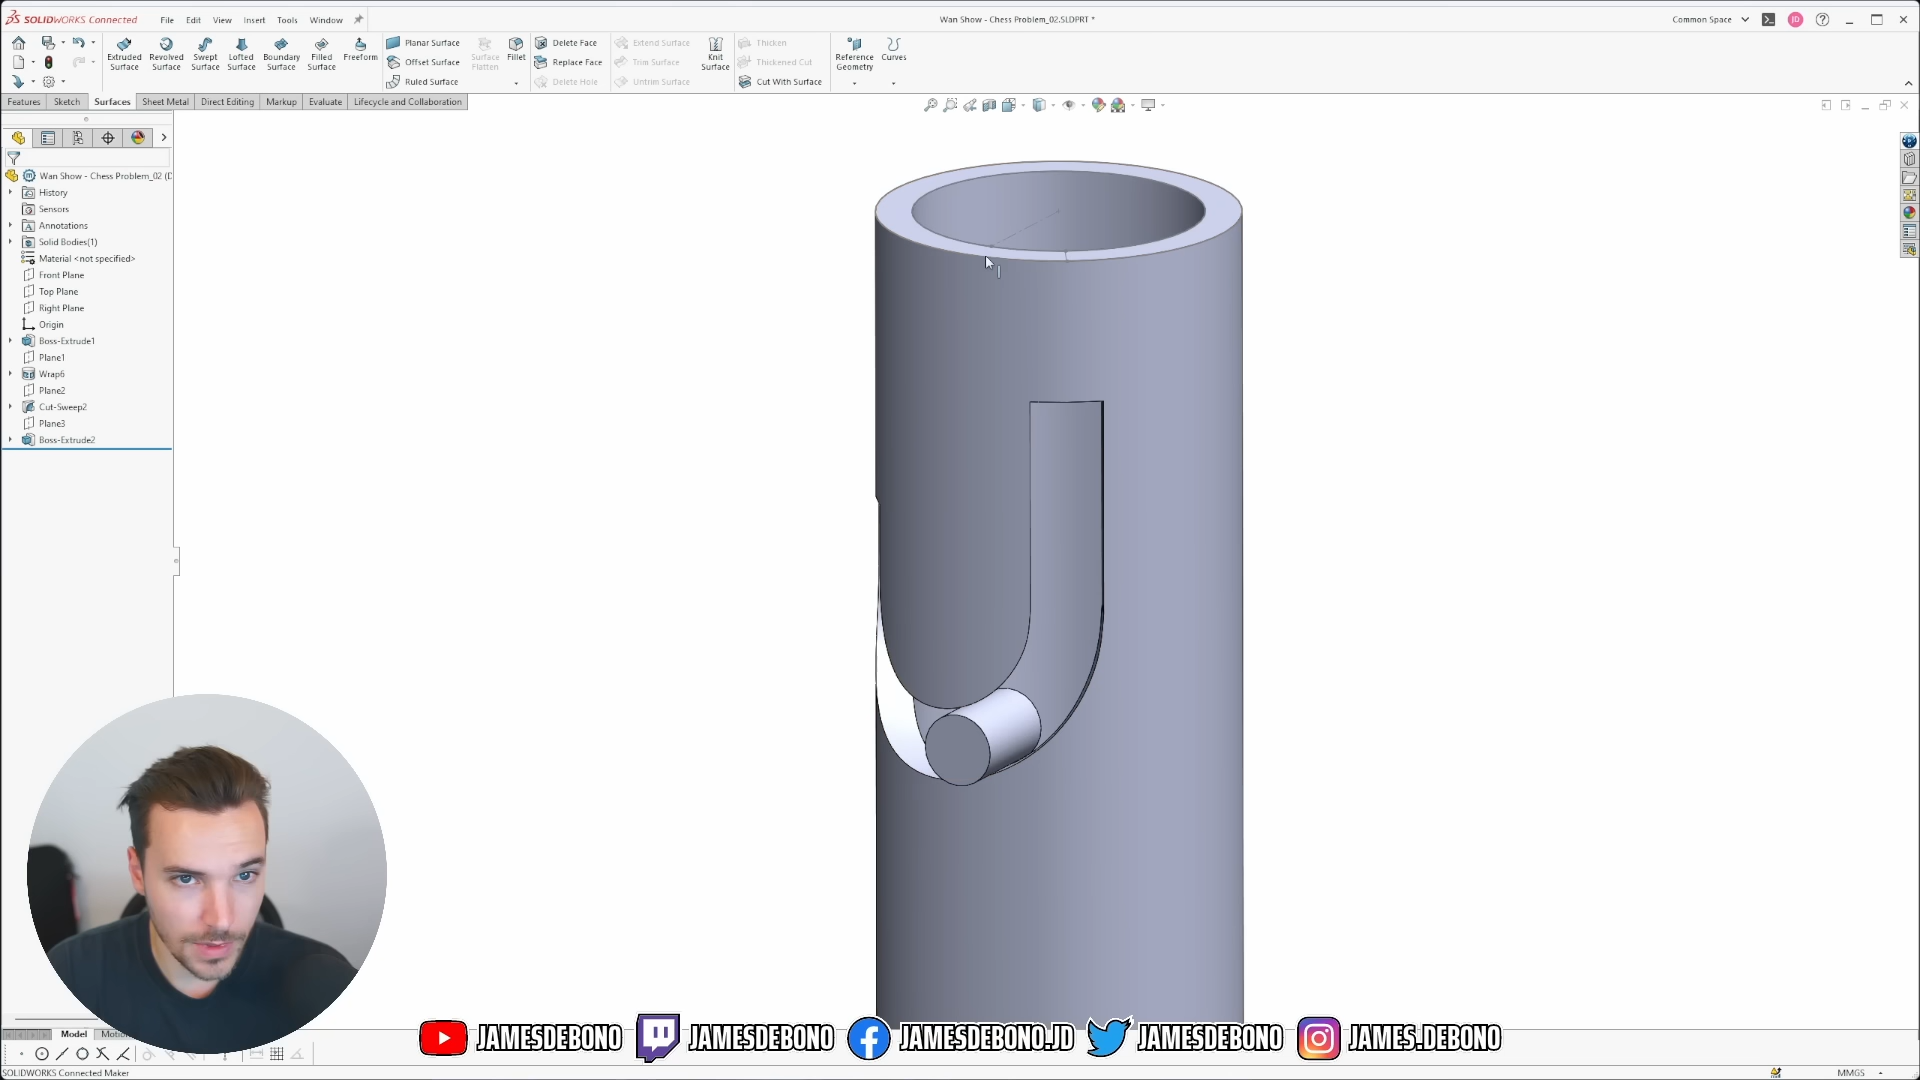 SOLIDWORKS Connected
File Edit View Insert Tools Window
Wan Show - Chess Problem_02.SLDPRT *
Common Space
JD
Extruded Surface
Revolved Surface
Swept Surface
Lofted Surface
Boundary Surface
Filled Surface
Freeform
Planar Surface
Offset Surface
Ruled Surface
Surface Flatten
Fillet
Delete Face
Replace Face
Delete Hole
Extend Surface
Trim Surface
Untrim Surface
Knit Surface
Thicken
Thickened Cut
Cut With Surface
Reference Geometry
Curves
Features Sketch Surfaces Sheet Metal Direct Editing Markup Evaluate Lifecycle and Collaboration
Wan Show - Chess Problem_02 (D
History
Sensors
Annotations
Solid Bodies(1)
Material <not specified>
Front Plane
Top Plane
Right Plane
Origin
Boss-Extrude1
Plane1
Wrap6
Plane2
Cut-Sweep2
Plane3
Boss-Extrude2
Model
JAMESDEBONO JAMESDEBONO JAMESDEBONO.JD JAMESDEBONO JAMES.DEBONO
SOLIDWORKS Connected Maker
MMGS